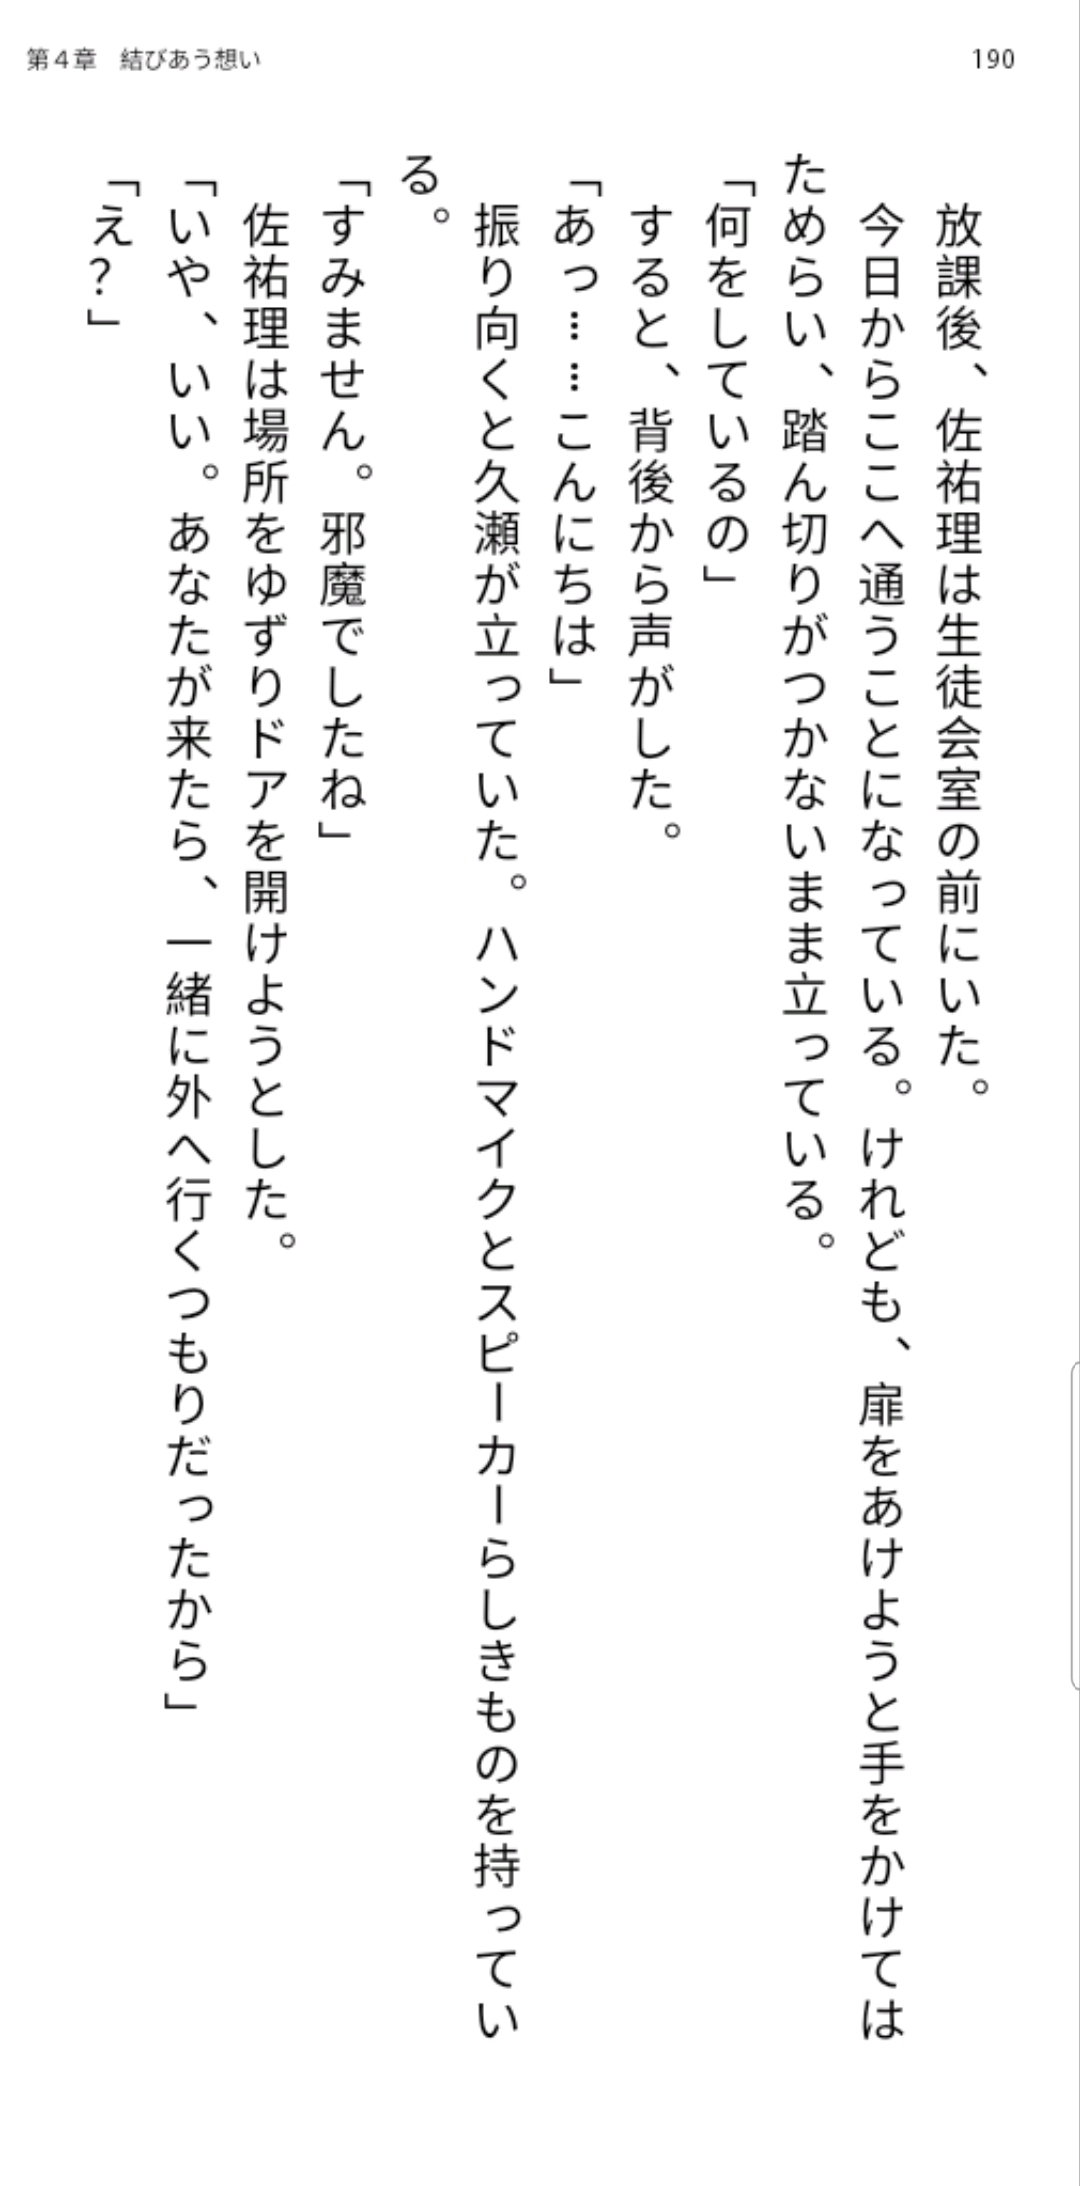 第４章　結びあう想い
190
　放課後、佐祐理は生徒会室の前にいた。
　今日からここへ通うことになっている。けれども、扉をあけようと手をかけては
ためらい、踏ん切りがつかないまま立っている。
「何をしているの」
　すると、背後から声がした。
「あっ……こんにちは」
　振り向くと久瀬が立っていた。ハンドマイクとスピーカーらしきものを持ってい
る。
「すみません。邪魔でしたね」
　佐祐理は場所をゆずりドアを開けようとした。
「いや、いい。あなたが来たら、一緒に外へ行くつもりだったから」
「え？」